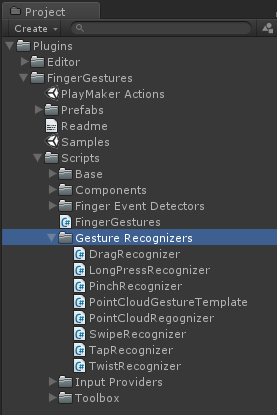 Project
Create
Plugins
Editor
FingerGestures
PlayMaker Actions
Prefabs
Readme
Samples
Scripts
Base
Components
Finger Event Detectors
FingerGestures
Gesture Recognizers
DragRecognizer
LongPressRecognizer
PinchRecognizer
PointCloudGestureTemplate
PointCloudRegognizer
SwipeRecognizer
TapRecognizer
TwistRecognizer
Input Providers
Toolbox